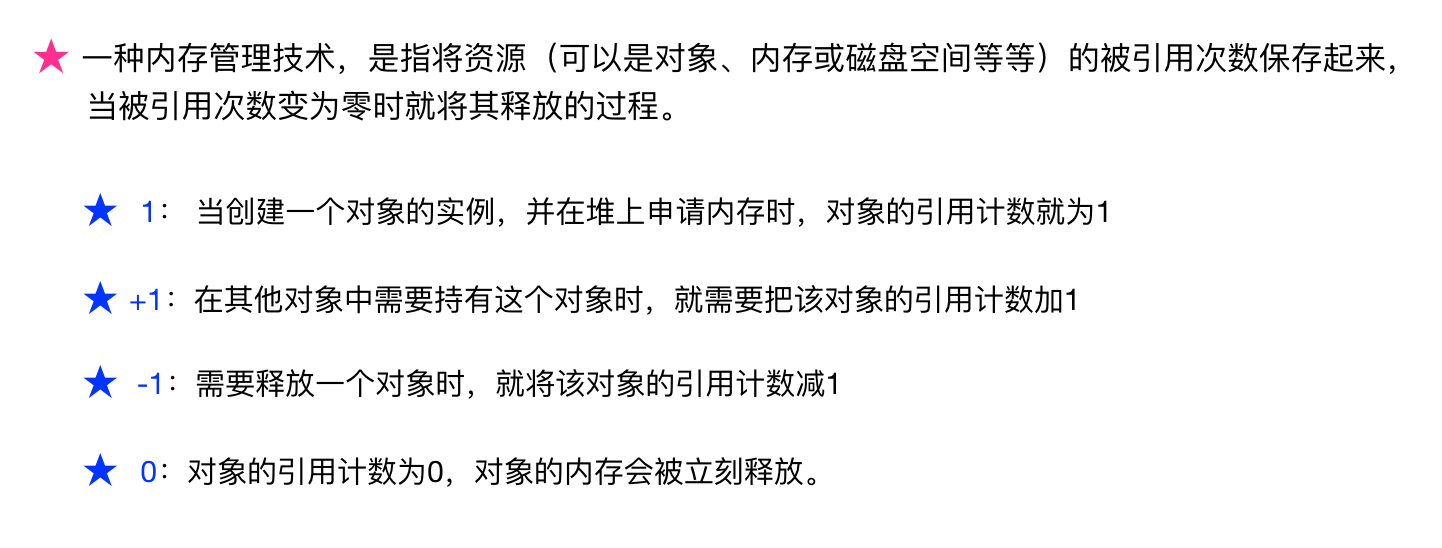 ★ 一种内存管理技术，是指将资源（可以是对象、内存或磁盘空间等等）的被引用次数保存起来，
当被引用次数变为零时就将其释放的过程。
★ 1： 当创建一个对象的实例，并在堆上申请内存时，对象的引用计数就为1
★ +1：在其他对象中需要持有这个对象时，就需要把该对象的引用计数加1
★ -1：需要释放一个对象时，就将该对象的引用计数减1
★ 0：对象的引用计数为0，对象的内存会被立刻释放。